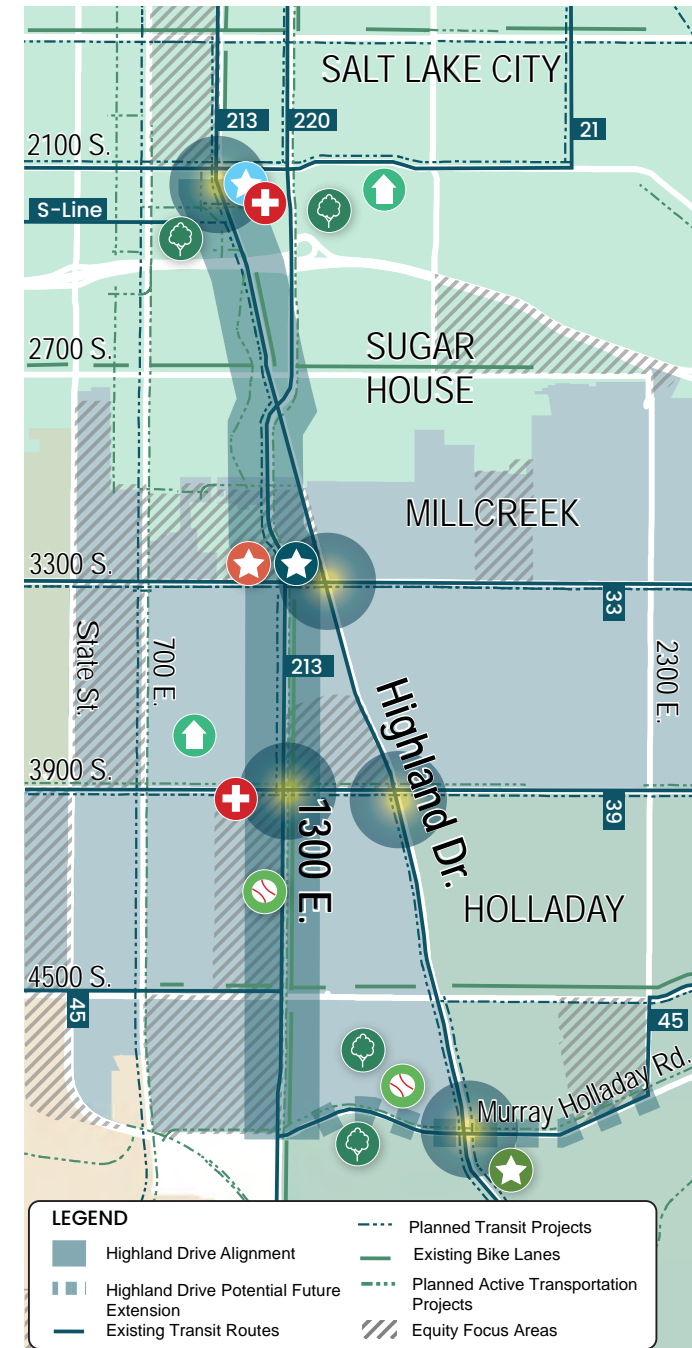 SALT LAKE CITY
213
220
21
2100 S.
S-Line
2700 S.
SUGAR
HOUSE
MILLCREEK
3300 S.
33
State St.
700 E.
213
2300 E.
Highland Dr.
3900 S.
39
1300 E.
HOLLADAY
4500 S.
45
45
Murray Holladay Rd.
LEGEND
Highland Drive Alignment
Highland Drive Potential Future
Extension
Existing Transit Routes
Planned Transit Projects
Existing Bike Lanes
Planned Active Transportation
Projects
Equity Focus Areas